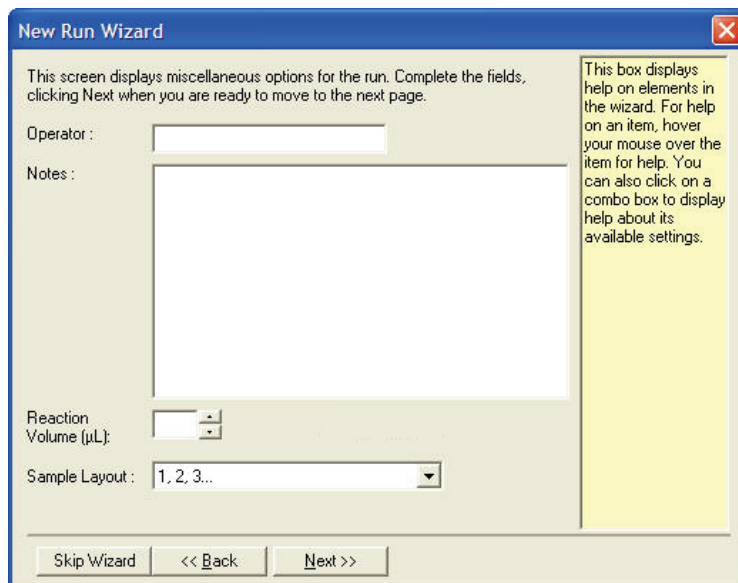 New Run Wizard
This screen displays miscellaneous options for the run. Complete the fields,
clicking Next when you are ready to move to the next page.
Operator :
Notes :
Reaction
Volume (µL):
Sample Layout : 1, 2, 3...
This box displays
help on elements in
the wizard. For help
on an item, hover
your mouse over the
item for help. You
can also click on a
combo box to display
help about its
available settings.
Skip Wizard << Back Next >>